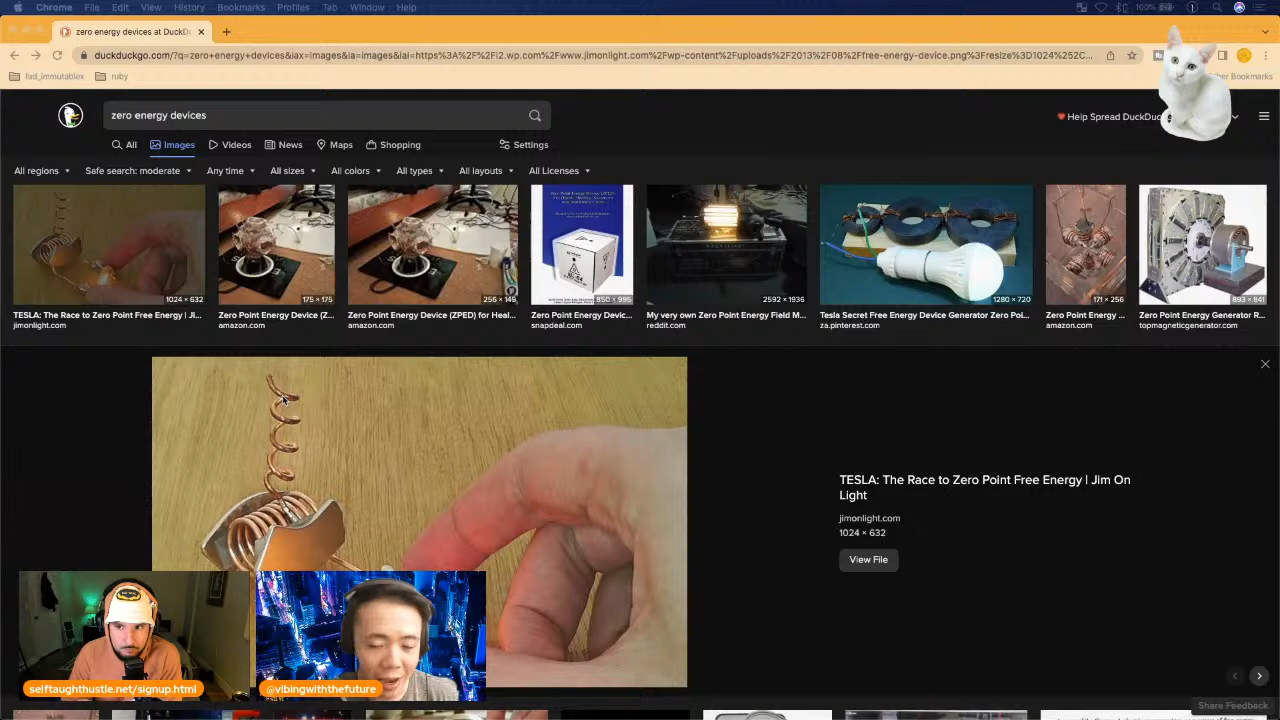 Chrome File Edit View History Bookmarks Profiles Tab Window Help
100%
zero energy devices at DuckDu
duckduckgo.com/?q=zero+energy+devices&iax=images&ia=images&iai=https%3A%2F%2Fi2.wp.com%2Fwww.jimonlight.com%2Fwp-content%2Fuploads%2F2013%2F08%2Ffree-energy-device.png%3Fresize%3D1024%252C...
fad_immutablex ruby
Other Bookmarks
zero energy devices
Help Spread DuckDuc
All Images Videos News Maps Shopping Settings
All regions Safe search: moderate Any time All sizes All colors All types All layouts All Licenses
1024 × 632 175 × 175 256 × 149 850 × 995 2592 × 1936 1280 × 720 171 × 256 893 × 841
TESLA: The Race to Zero Point Free Energy | Ji... Zero Point Energy Device (Z... Zero Point Energy Device (ZPED) for Heal... Zero Point Energy Devic... My very own Zero Point Energy Field M... Tesla Secret Free Energy Device Generator Zero Poi... Zero Point Energy ... Zero Point Energy Generator R...
jimonlight.com amazon.com amazon.com snapdeal.com reddit.com za.pinterest.com amazon.com topmagneticgenerator.com
TESLA: The Race to Zero Point Free Energy | Jim On
Light
jimonlight.com
1024 × 632
View File
selftaughthustle.net/signup.html @vibingwiththefuture
Share Feedback